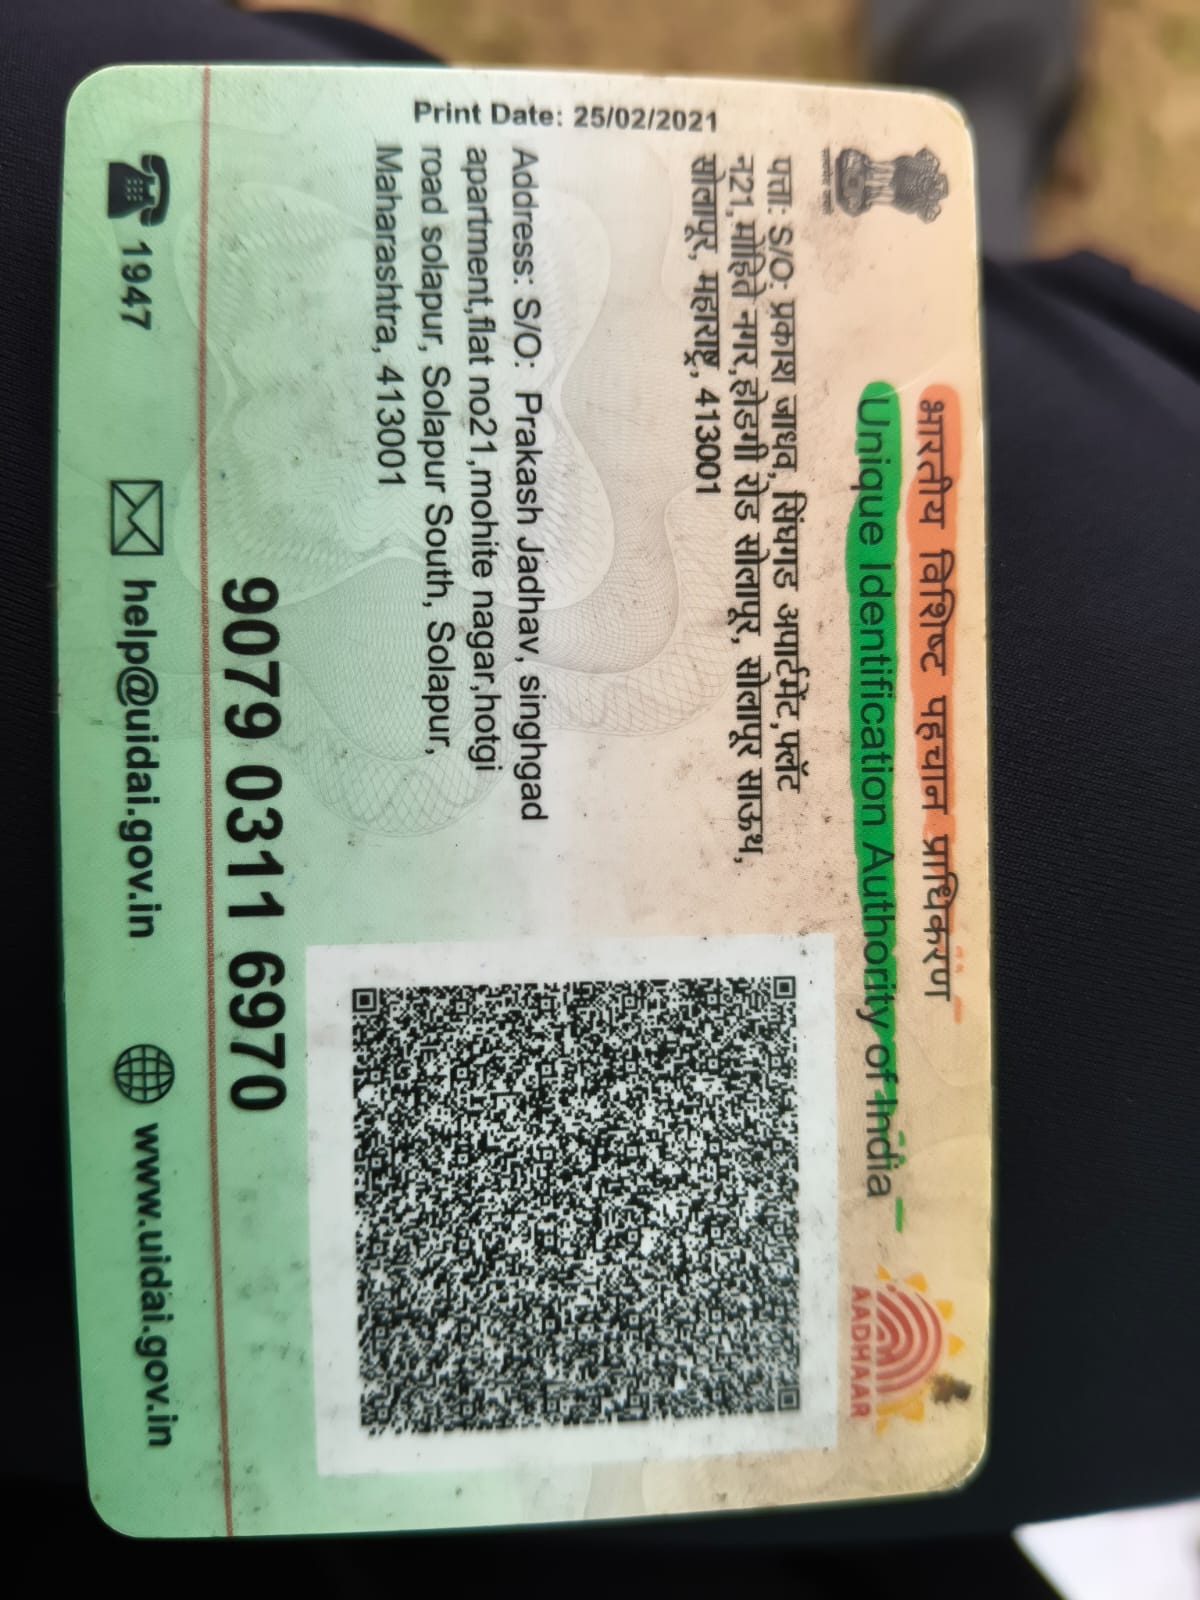 भारतीय विशिष्ट पहचान प्राधिकरण
Unique Identification Authority of India
AADHAAR
Print Date: 25/02/2021
पत्ता: S/O: प्रकाश जाधव, सिंघगड अपार्टमेंट,फ्लॅट
न21,मोहिते नगर,होडगी रोड सोलापूर, सोलापूर साऊथ,
सोलापूर, महाराष्ट्र, 413001
Address: S/O: Prakash Jadhav, singhgad
apartment,flat no21,mohite nagar,hotgi
road solapur, Solapur South, Solapur,
Maharashtra, 413001
9079 0311 6970
1947
help@uidai.gov.in
www.uidai.gov.in